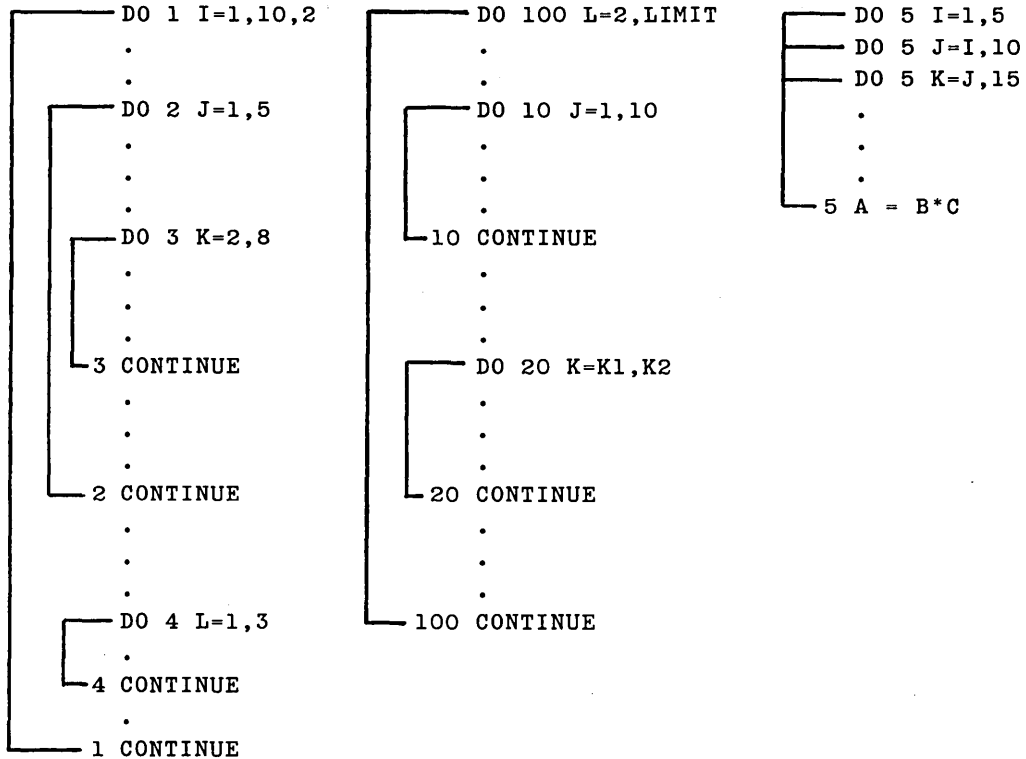 DO 1 I=1,10,2
.
.
DO 2 J=1,5
.
.
.
DO 3 K=2,8
.
.
.
3 CONTINUE
.
.
.
2 CONTINUE
.
.
.
DO 4 L=1,3
.
4 CONTINUE
.
1 CONTINUE
DO 100 L=2,LIMIT
.
.
DO 10 J=1,10
.
.
.
10 CONTINUE
.
.
.
DO 20 K=K1,K2
.
.
.
20 CONTINUE
.
.
.
100 CONTINUE
DO 5 I=1,5
DO 5 J=I,10
DO 5 K=J,15
.
.
.
5 A = B*C